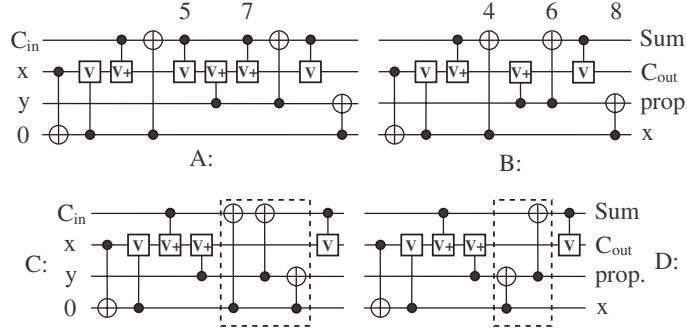 5 7 4 6 8
C_in V V+ V V+ V+ V V V+ V+ V Sum
x C_out
y prop.
0 x
A: B:
C_in V V+ V+ V V V+ V+ V Sum
C: x C_out D:
y prop.
0 x